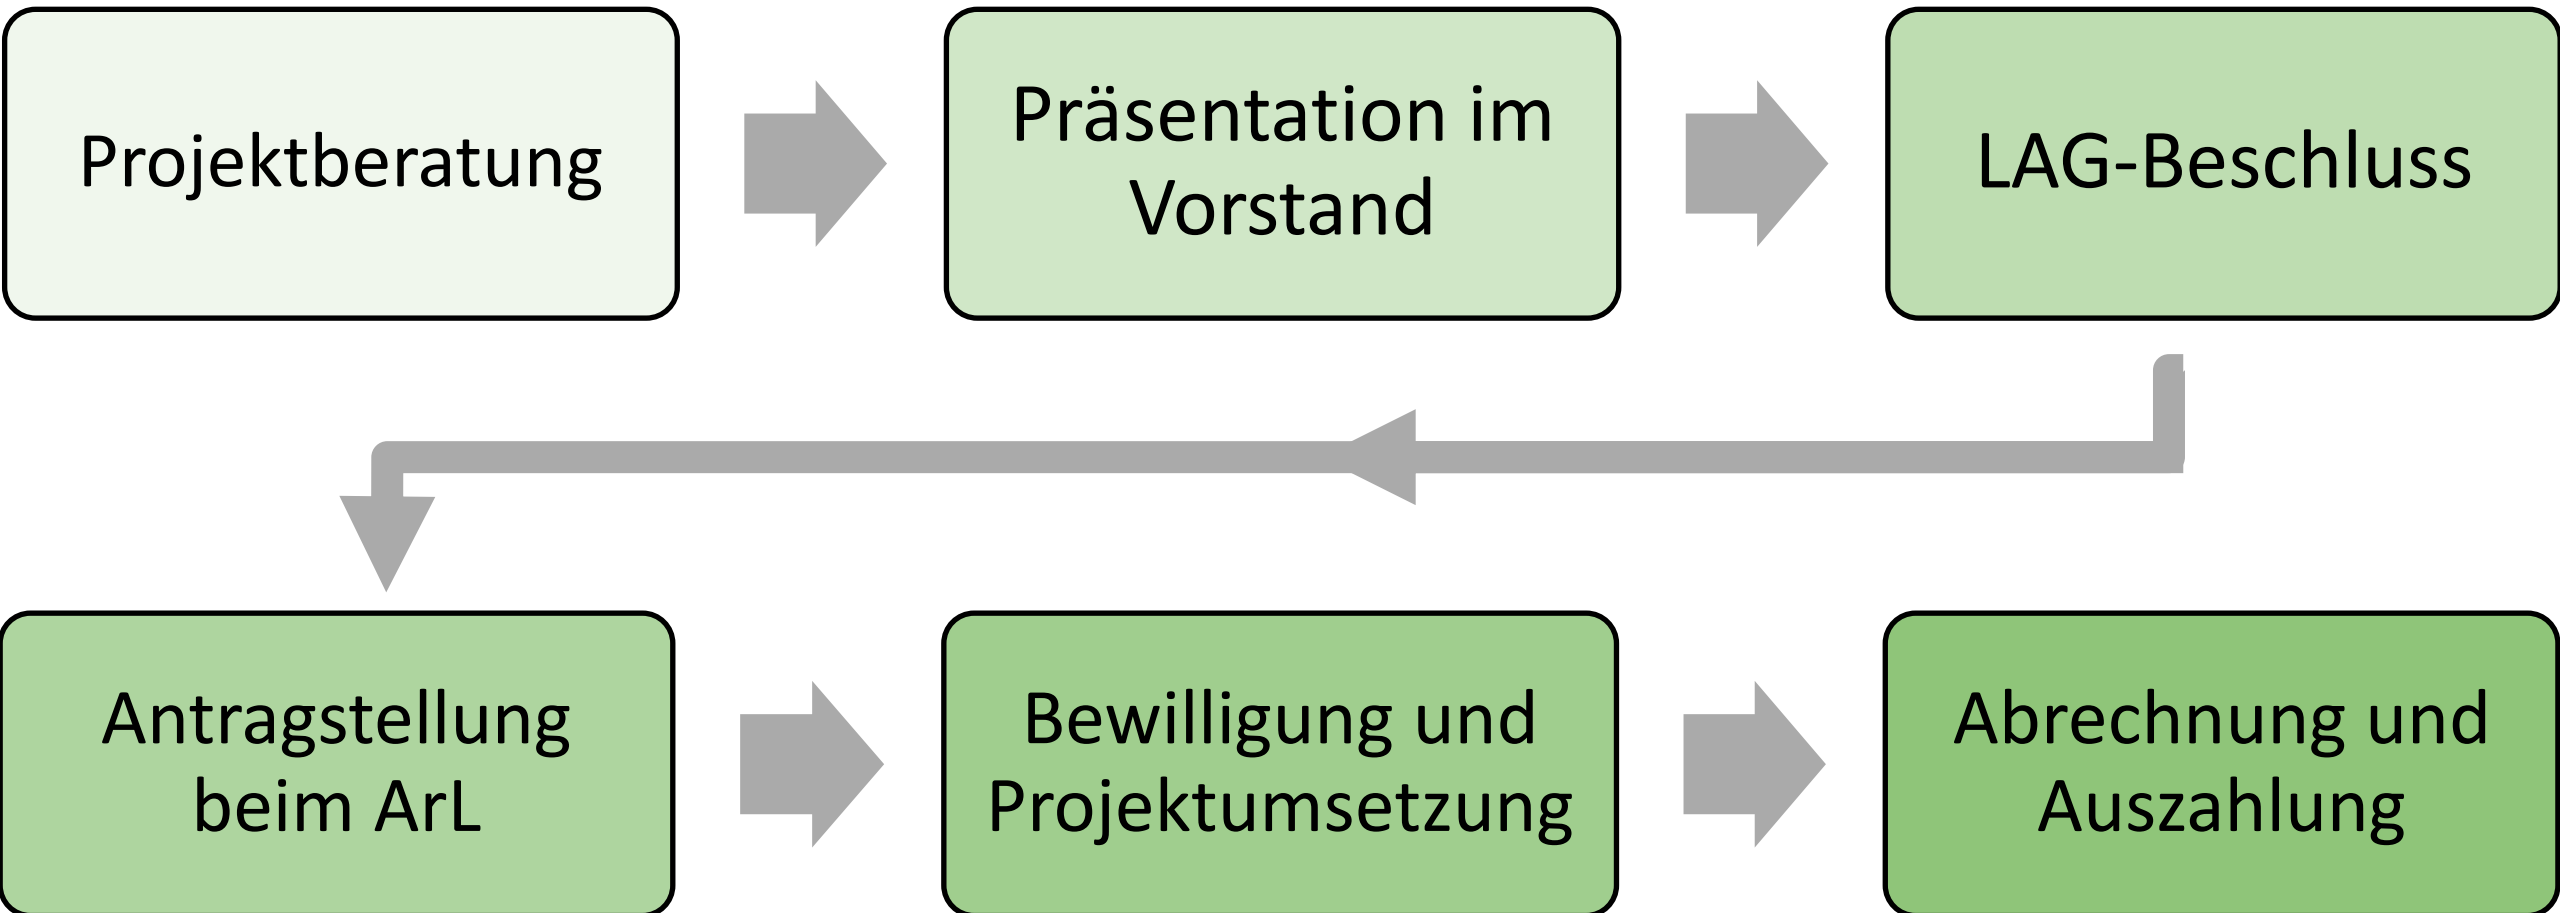 Projektberatung
Präsentation im
Vorstand
LAG-Beschluss
Antragstellung
beim ArL
Bewilligung und
Projektumsetzung
Abrechnung und
Auszahlung